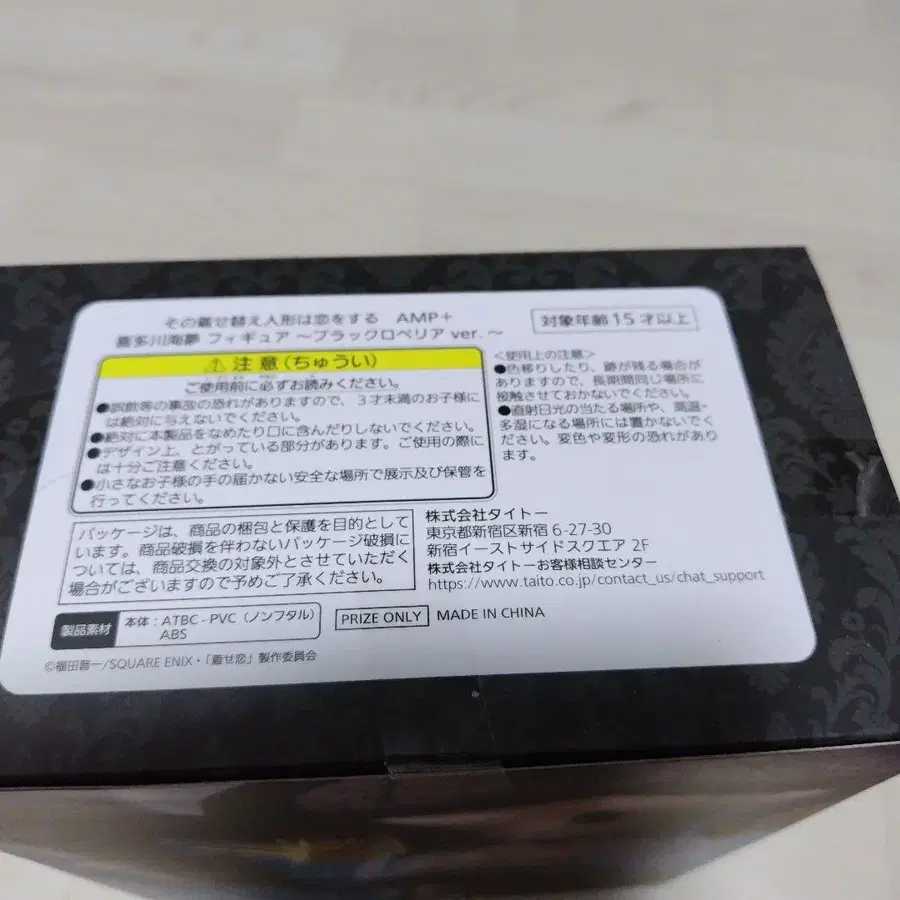 その着せ替え人形は恋をする AMP+
喜多川海夢 フィギュア ～ブラックロベリア ver.～
対象年齢15才以上
⚠注意(ちゅうい)
ご使用前に必ずお読みください。
●誤飲等の事故の恐れがありますので、3才未満のお子様に
は絶対に与えないでください。
●絶対に本製品をなめたり口に含んだりしないでください。
●デザイン上、とがっている部分があります。ご使用の際に
は十分ご注意ください。
●小さなお子様の手の届かない安全な場所で展示及び保管を
行ってください。
<使用上の注意>
●色移りしたり、跡が残る場合が
ありますので、長期間同じ場所に
接触させておかないでください。
●直射日光の当たる場所や、高温・
多湿になる場所には置かないでく
ださい。変色や変形の恐れがあり
ます。
パッケージは、商品の梱包と保護を目的として
います。商品破損を伴わないパッケージ破損に
ついては、商品交換の対象外とさせていただく
場合がございますので予めご了承ください。
株式会社タイトー
東京都新宿区新宿 6-27-30
新宿イーストサイドスクエア 2F
株式会社タイトーお客様相談センター
https://www.taito.co.jp/contact_us/chat_support
製品素材
本体：ATBC-PVC（ノンフタル）
ABS
PRIZE ONLY MADE IN CHINA
©福田晋一/SQUARE ENIX・「着せ恋」製作委員会